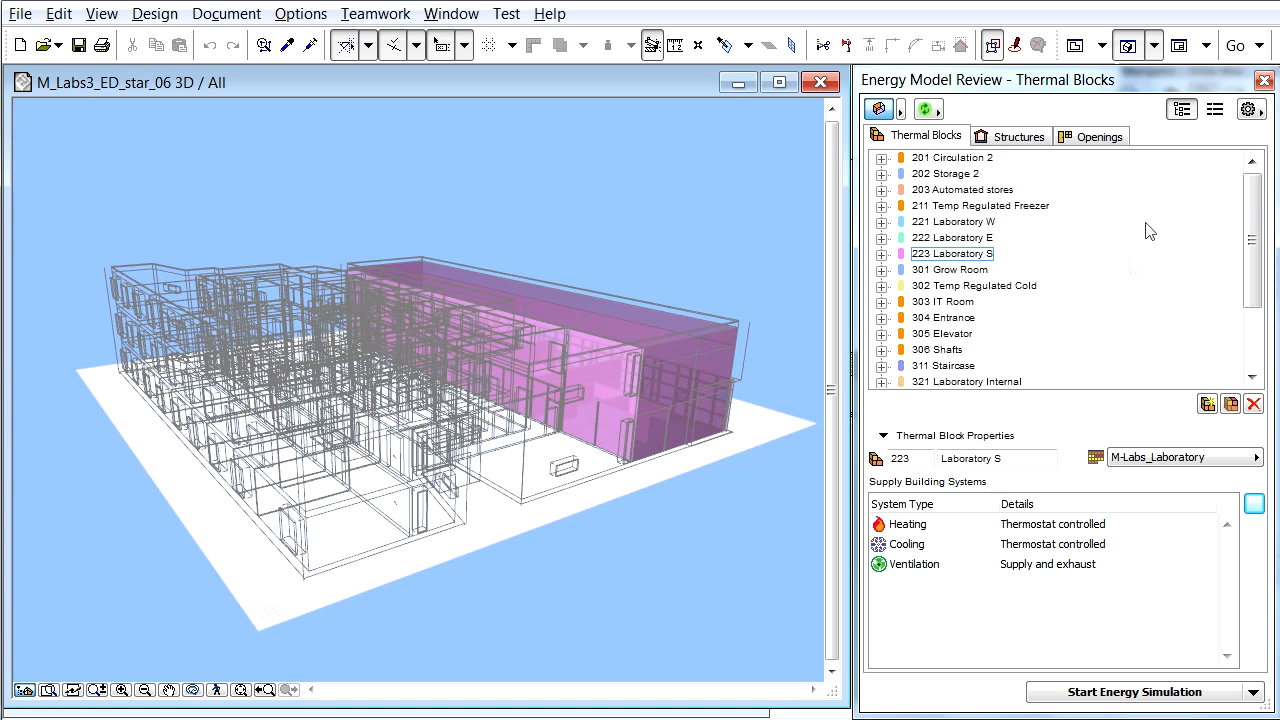 File Edit View Design Document Options Teamwork Window Test Help
Go
M_Labs3_ED_star_06 3D / All
Energy Model Review - Thermal Blocks
Thermal Blocks Structures Openings
201 Circulation 2
202 Storage 2
203 Automated stores
211 Temp Regulated Freezer
221 Laboratory W
222 Laboratory E
223 Laboratory S
301 Grow Room
302 Temp Regulated Cold
303 IT Room
304 Entrance
305 Elevator
306 Shafts
311 Staircase
321 Laboratory Internal
Thermal Block Properties
223 Laboratory S M-Labs_Laboratory
Supply Building Systems
System Type Details
Heating Thermostat controlled
Cooling Thermostat controlled
Ventilation Supply and exhaust
Start Energy Simulation